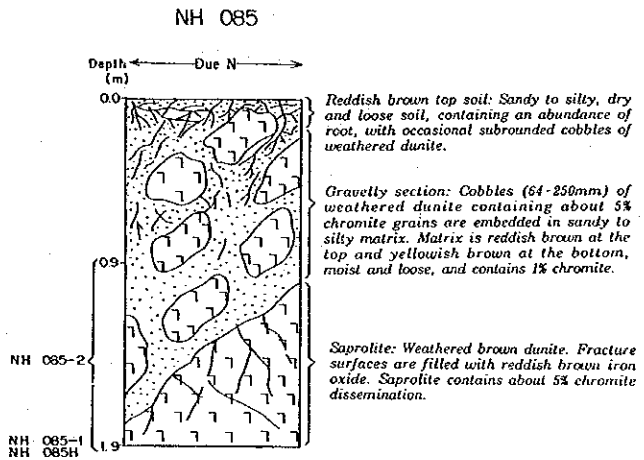 NH 085
Depth
(m)
Due N
0.0
Reddish brown top soil: Sandy to silty, dry
and loose soil, containing an abundance of
root, with occasional subrounded cobbles of
weathered dunite.
Gravelly section: Cobbles (64-250mm) of
weathered dunite containing about 5%
chromite grains are embedded in sandy to
silty matrix. Matrix is reddish brown at the
top and yellowish brown at the bottom,
moist and loose, and contains 1% chromite.
0.9
NH 085-2
Saprolite: Weathered brown dunite. Fracture
surfaces are filled with reddish brown iron
oxide. Saprolite contains about 5% chromite
dissemination.
NH 085-1
NH 085H
1.9